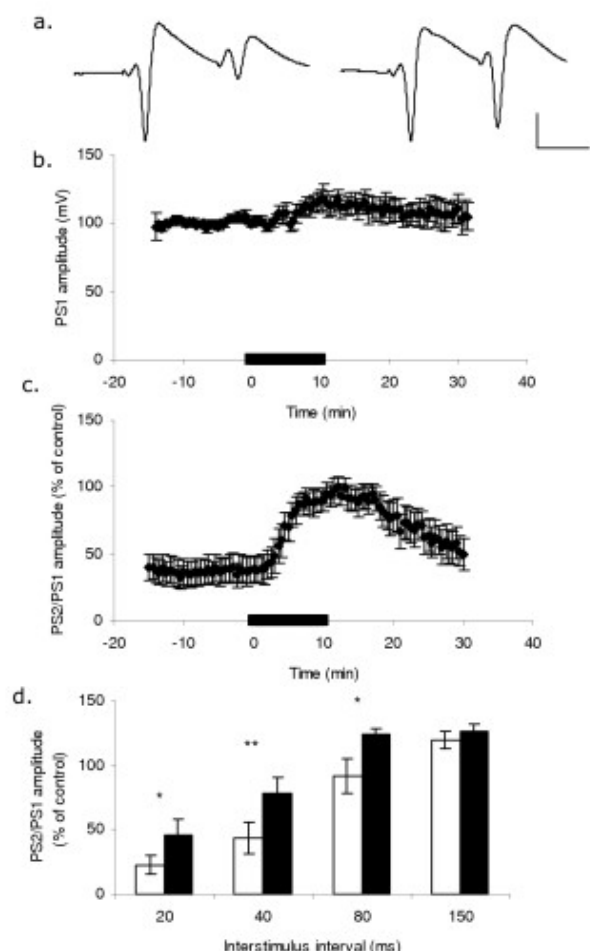 a.
b.
150
100
50
0
PS1 amplitude (mV)
-20 -10 0 10 20 30 40
Time (min)
c.
150
100
50
0
PS2/PS1 amplitude (% of control)
-20 -10 0 10 20 30 40
Time (min)
d.
150
100
50
0
PS2/PS1 amplitude
(% of control)
* ** *
20 40 80 150
Interstimulus interval (ms)